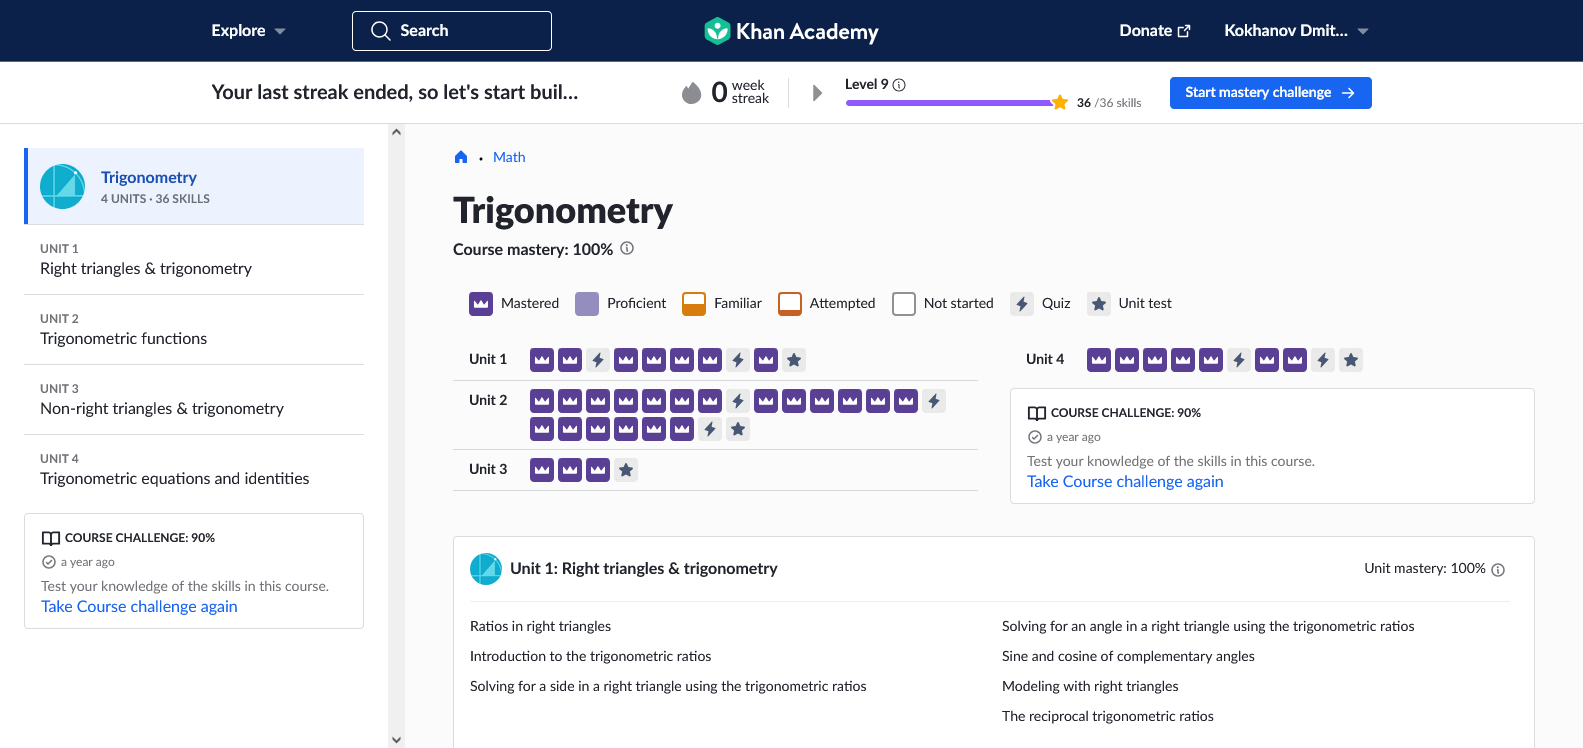 Explore
Search
Khan Academy
Donate
Kokhanov Dmit...
Your last streak ended, so let's start buil...
0 week streak
Level 9
36 /36 skills
Start mastery challenge
Trigonometry
4 UNITS · 36 SKILLS
UNIT 1
Right triangles & trigonometry
UNIT 2
Trigonometric functions
UNIT 3
Non-right triangles & trigonometry
UNIT 4
Trigonometric equations and identities
COURSE CHALLENGE: 90%
a year ago
Test your knowledge of the skills in this course.
Take Course challenge again
Math
Trigonometry
Course mastery: 100%
Mastered
Proficient
Familiar
Attempted
Not started
Quiz
Unit test
Unit 1
Unit 2
Unit 3
Unit 4
COURSE CHALLENGE: 90%
a year ago
Test your knowledge of the skills in this course.
Take Course challenge again
Unit 1: Right triangles & trigonometry
Unit mastery: 100%
Ratios in right triangles
Introduction to the trigonometric ratios
Solving for a side in a right triangle using the trigonometric ratios
Solving for an angle in a right triangle using the trigonometric ratios
Sine and cosine of complementary angles
Modeling with right triangles
The reciprocal trigonometric ratios